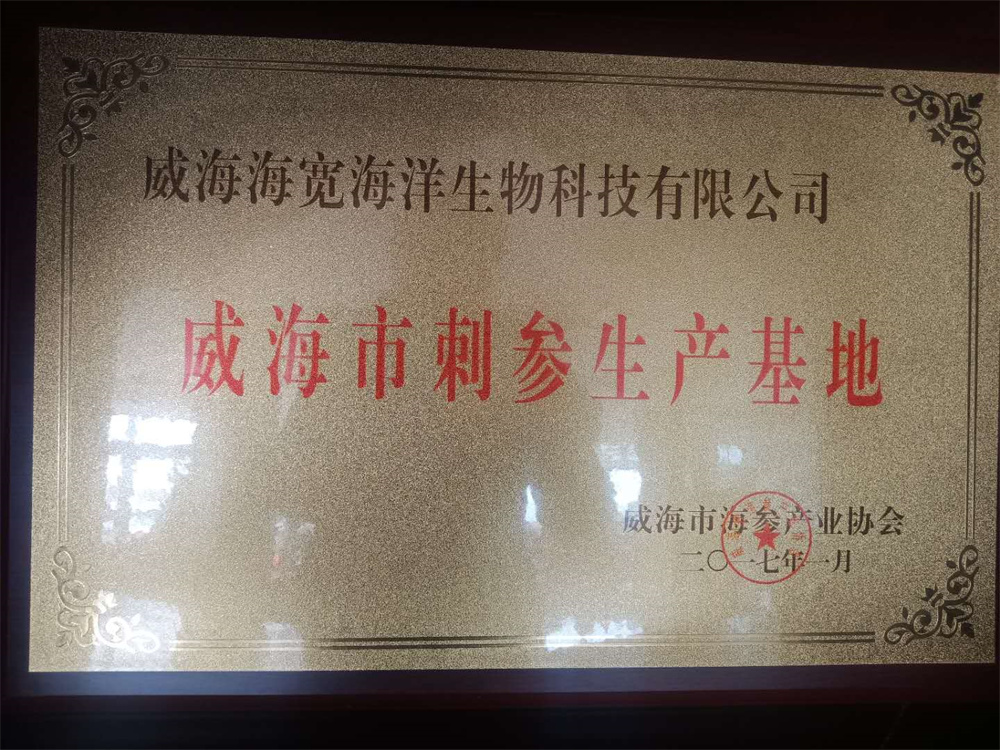 威海海宽海洋生物科技有限公司
威海市刺参生产基地
威海市海参产业协会
二〇一七年一月